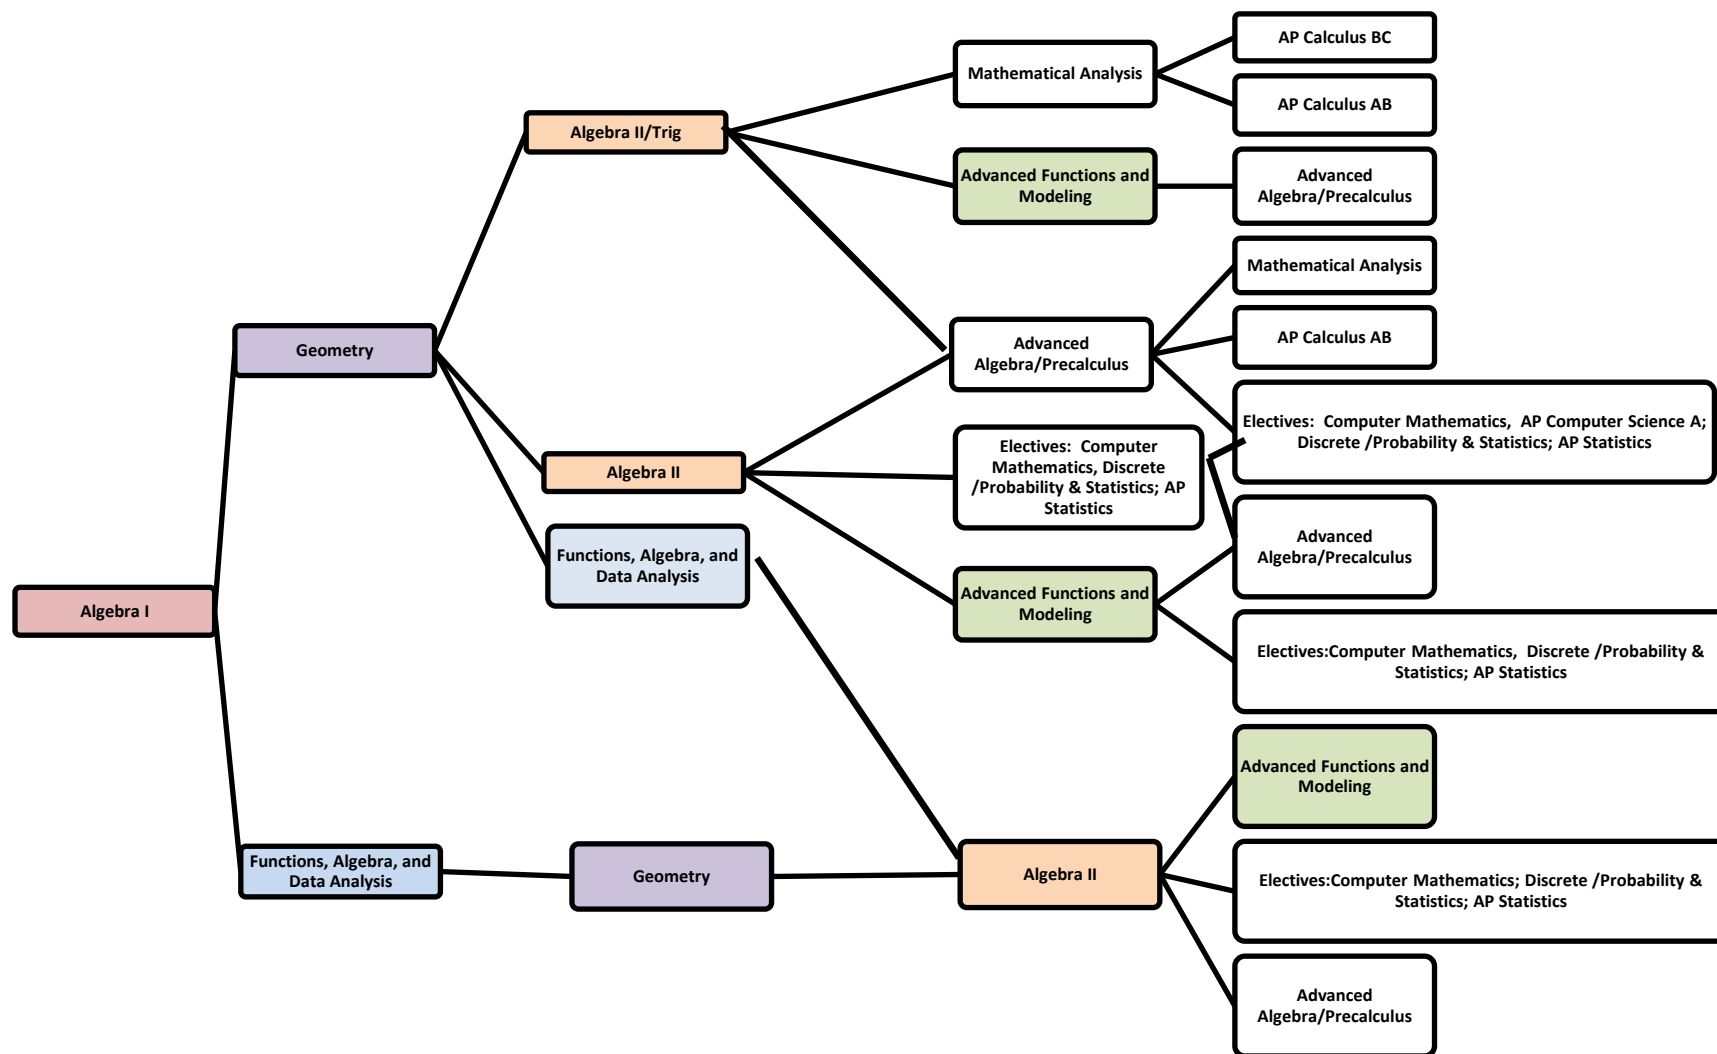 AP Calculus BC
Mathematical Analysis
AP Calculus AB
Algebra II/Trig
Advanced Functions and
Modeling
Advanced
Algebra/Precalculus
Mathematical Analysis
Geometry
Advanced
Algebra/Precalculus
AP Calculus AB
Electives:  Computer Mathematics,  AP Computer Science A;
Discrete /Probability & Statistics; AP Statistics
Algebra II
Electives:  Computer
Mathematics, Discrete
/Probability & Statistics; AP
Statistics
Functions, Algebra, and
Data Analysis
Advanced
Algebra/Precalculus
Algebra I
Advanced Functions and
Modeling
Electives:Computer Mathematics,  Discrete /Probability &
Statistics; AP Statistics
Advanced Functions and
Modeling
Functions, Algebra, and
Data Analysis
Geometry
Algebra II
Electives:Computer Mathematics; Discrete /Probability &
Statistics; AP Statistics
Advanced
Algebra/Precalculus